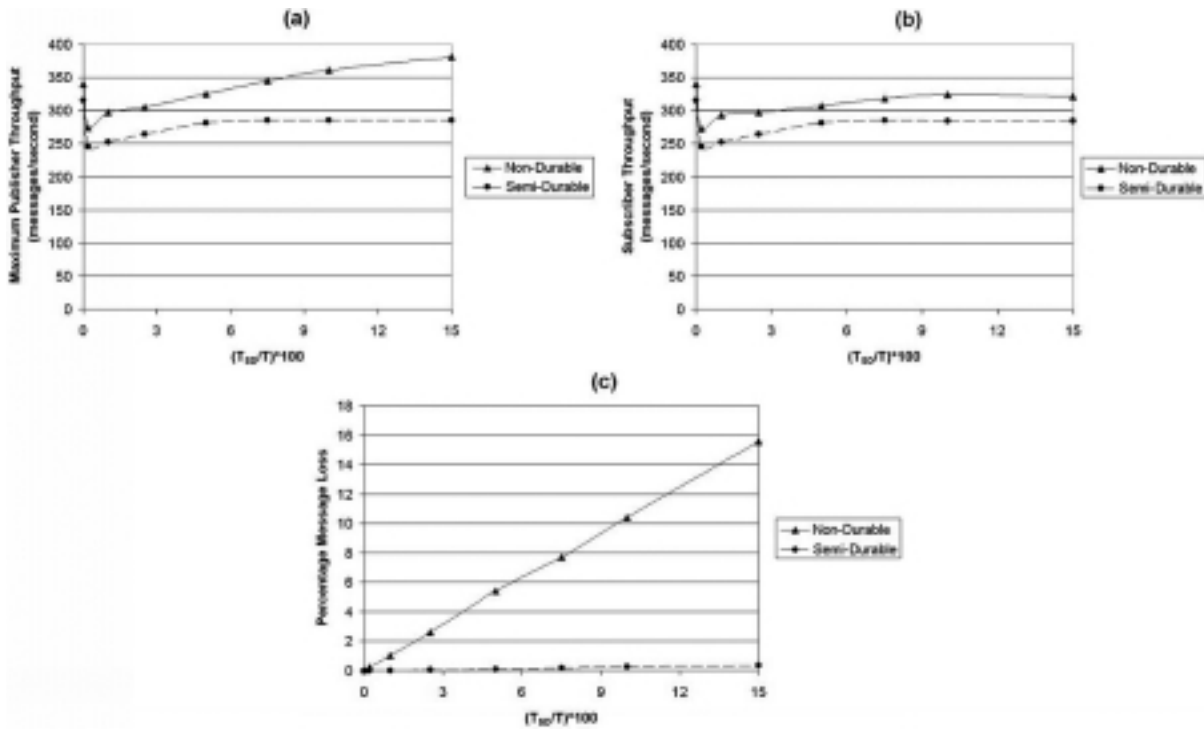 (a)
Maximum Publisher Throughput
(messages/second)
400
350
300
250
200
150
100
50
0
0 3 6 9 12 15
(T /T)*100
Non-Durable
Semi-Durable
(b)
Subscriber Throughput
(messages/second)
400
350
300
250
200
150
100
50
0
0 3 6 9 12 15
(T /T)*100
Non-Durable
Semi-Durable
(c)
Percentage Message Loss
18
16
14
12
10
8
6
4
2
0
0 3 6 9 12 15
(T /T)*100
Non-Durable
Semi-Durable